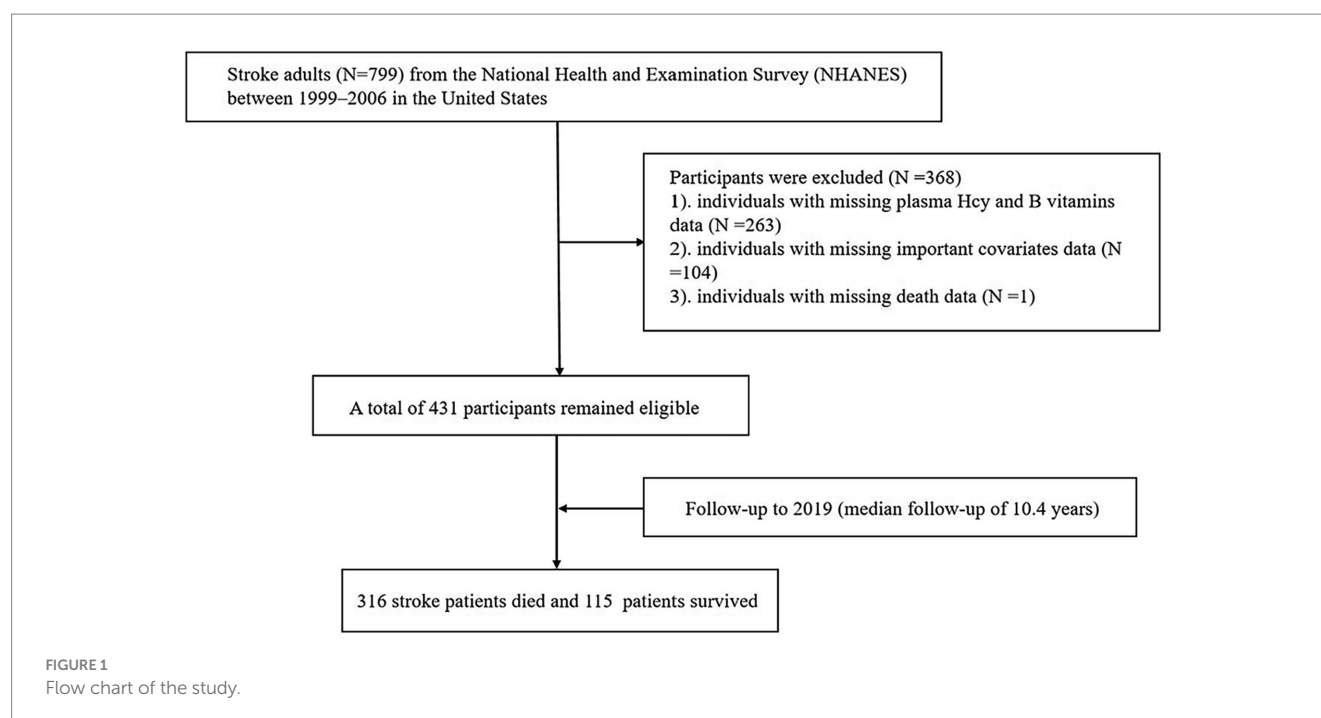 Stroke adults (N=799) from the National Health and Examination Survey (NHANES)
between 1999–2006 in the United States
Participants were excluded (N =368)
1). individuals with missing plasma Hcy and B vitamins
data (N =263)
2). individuals with missing important covariates data (N
=104)
3). individuals with missing death data (N =1)
A total of 431 participants remained eligible
Follow-up to 2019 (median follow-up of 10.4 years)
316 stroke patients died and 115 patients survived
FIGURE 1
Flow chart of the study.